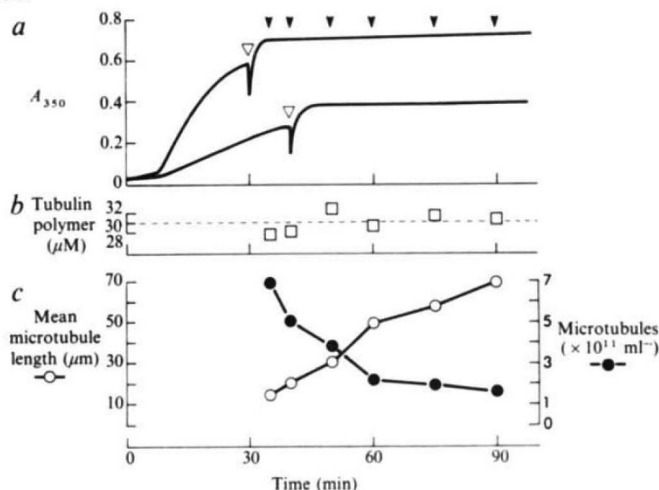 a
0.8
0.6
A350
0.4
0.2
0
b
Tubulin
polymer
(μM)
32
30
28
c
Mean
microtubule
length (μm)
70
50
30
10
7
5
3
1
0
Microtubules
(× 10¹¹ ml⁻
0
30
60
90
Time (min)